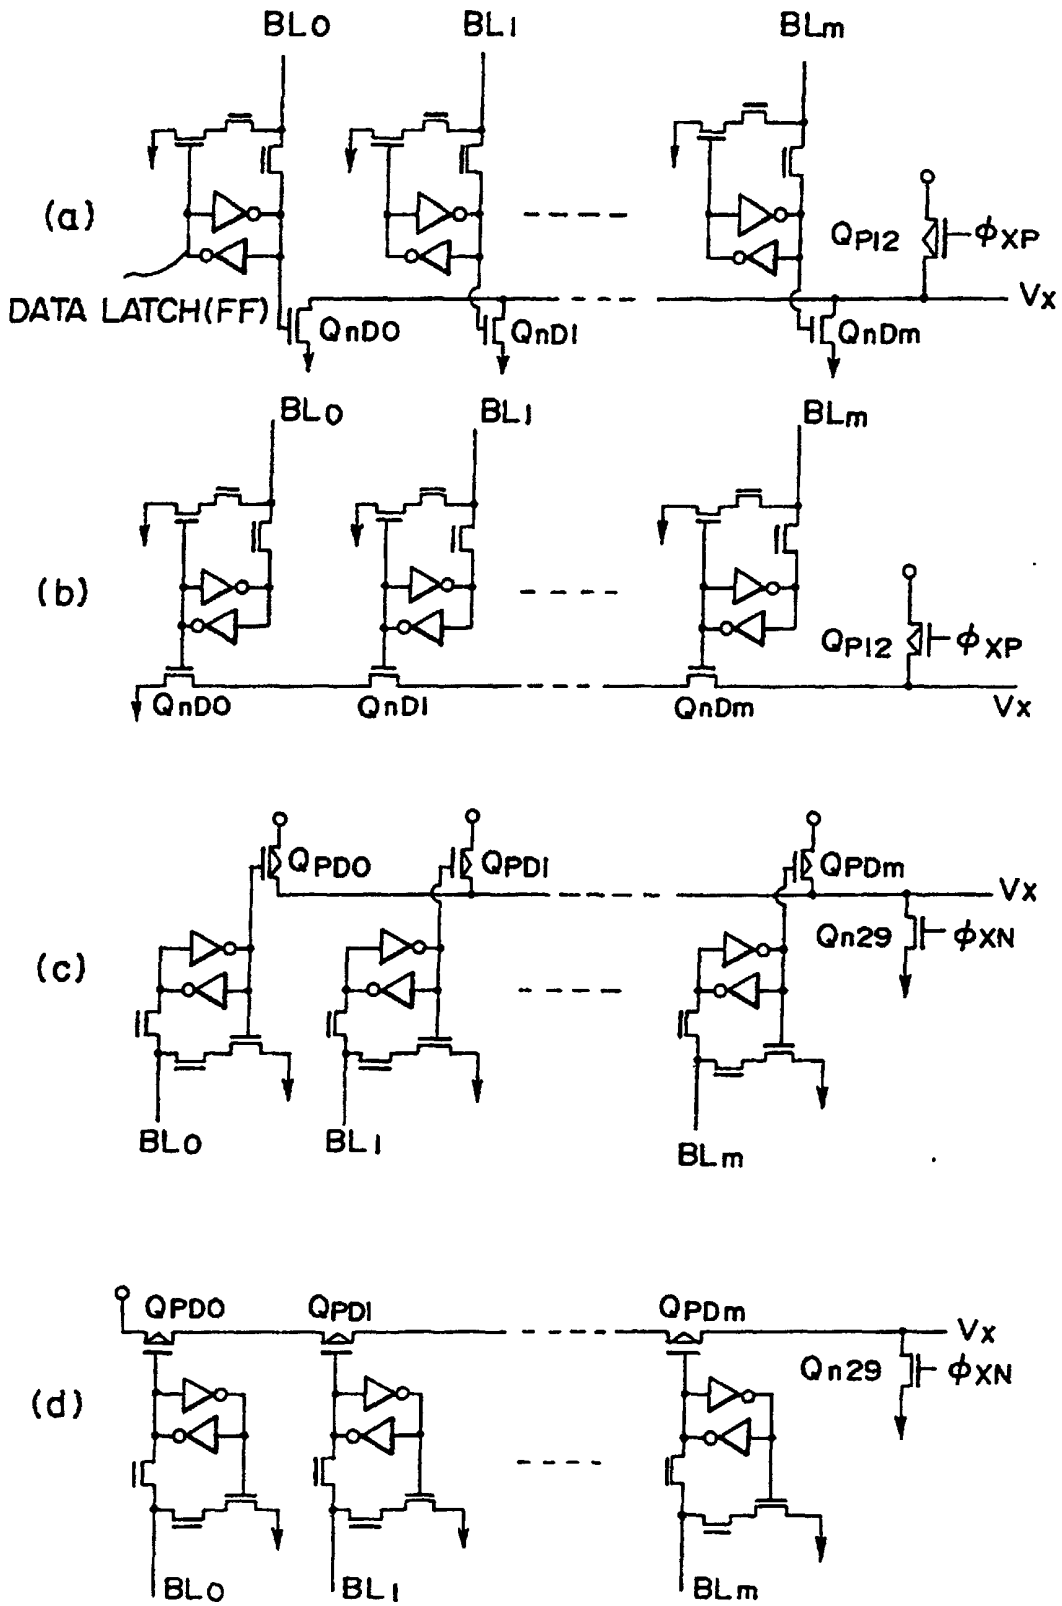 BL0 BL1 BLm
(a) QP12 ϕXP
DATA LATCH(FF) QnD0 QnD1 QnDm Vx
BL0 BL1 BLm
(b) QP12 ϕXP
QnD0 QnD1 QnDm Vx
QPD0 QPD1 QPDm Vx
(c) Qn29 ϕXN
BL0 BL1 BLm
QPD0 QPD1 QPDm Vx
(d) Qn29 ϕXN
BL0 BL1 BLm